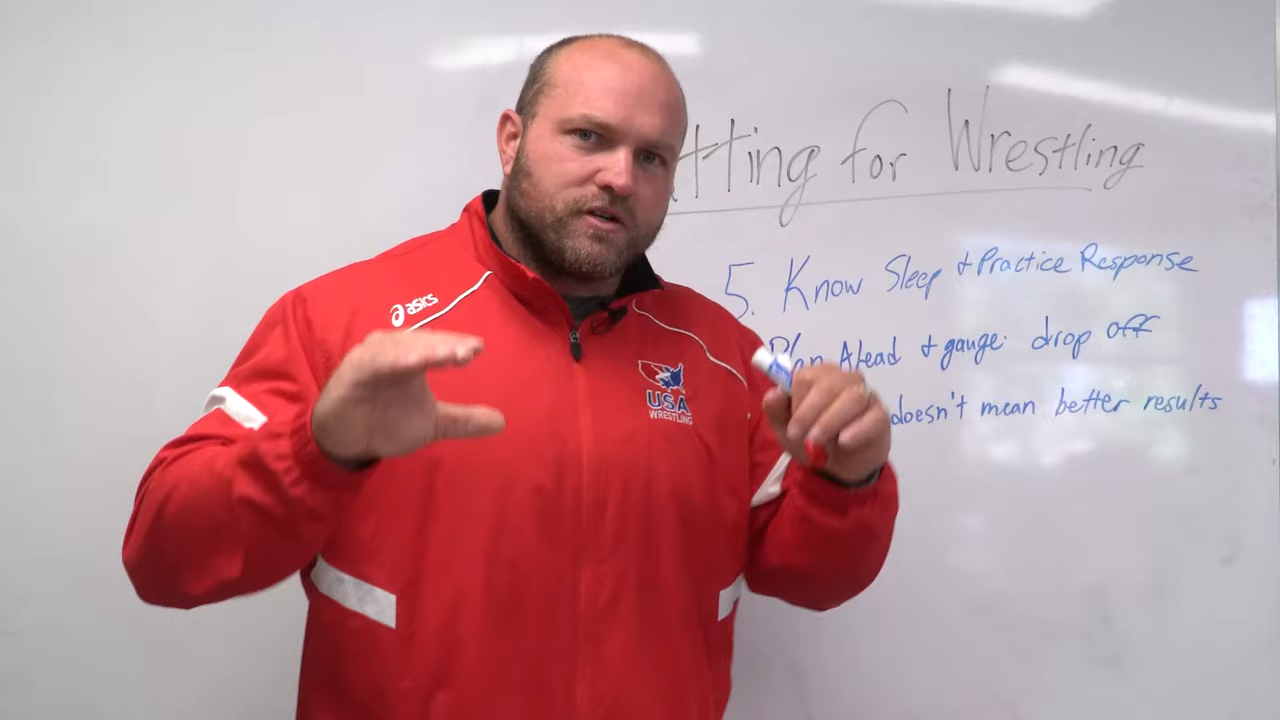 tting for Wrestling
5. Know Sleep + Practice Response
Plan Ahead + gauge: drop off
doesn't mean better results
asics
USA
WRESTLING